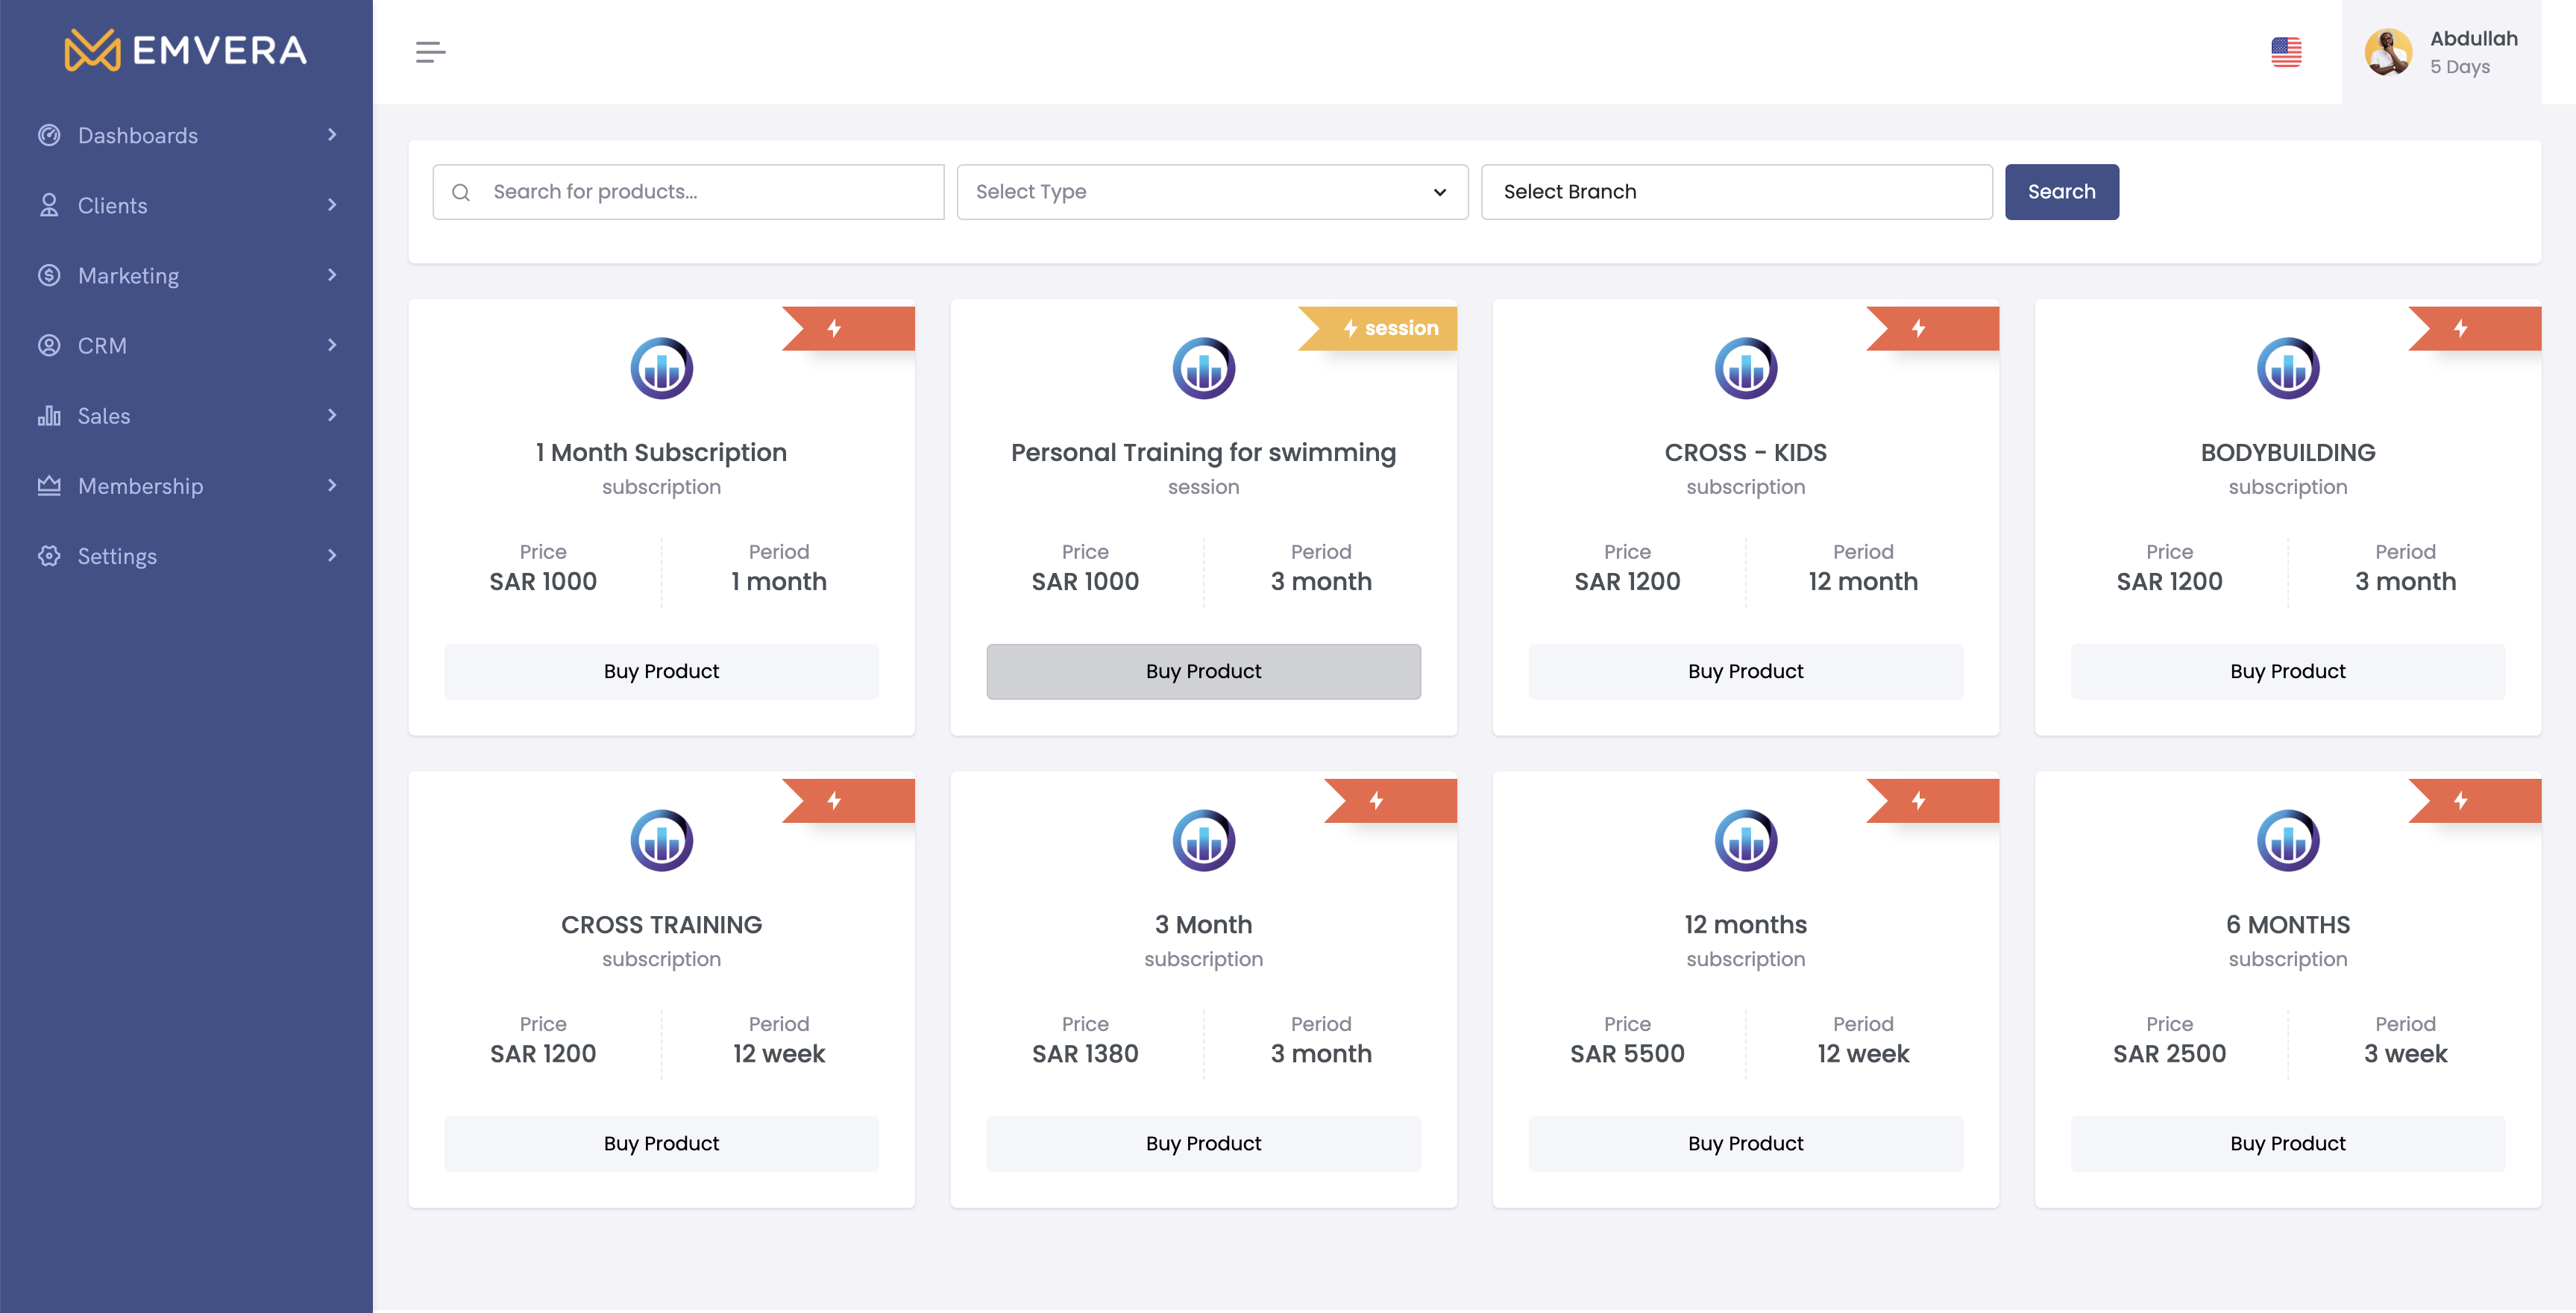 EMVERA
Abdullah
5 Days
Dashboards
Clients
Marketing
CRM
Sales
Membership
Settings
Search for products...
Select Type
Select Branch
Search
1 Month Subscription
subscription
Price
SAR 1000
Period
1 month
Buy Product
session
Personal Training for swimming
session
Price
SAR 1000
Period
3 month
Buy Product
CROSS - KIDS
subscription
Price
SAR 1200
Period
12 month
Buy Product
BODYBUILDING
subscription
Price
SAR 1200
Period
3 month
Buy Product
CROSS TRAINING
subscription
Price
SAR 1200
Period
12 week
Buy Product
3 Month
subscription
Price
SAR 1380
Period
3 month
Buy Product
12 months
subscription
Price
SAR 5500
Period
12 week
Buy Product
6 MONTHS
subscription
Price
SAR 2500
Period
3 week
Buy Product